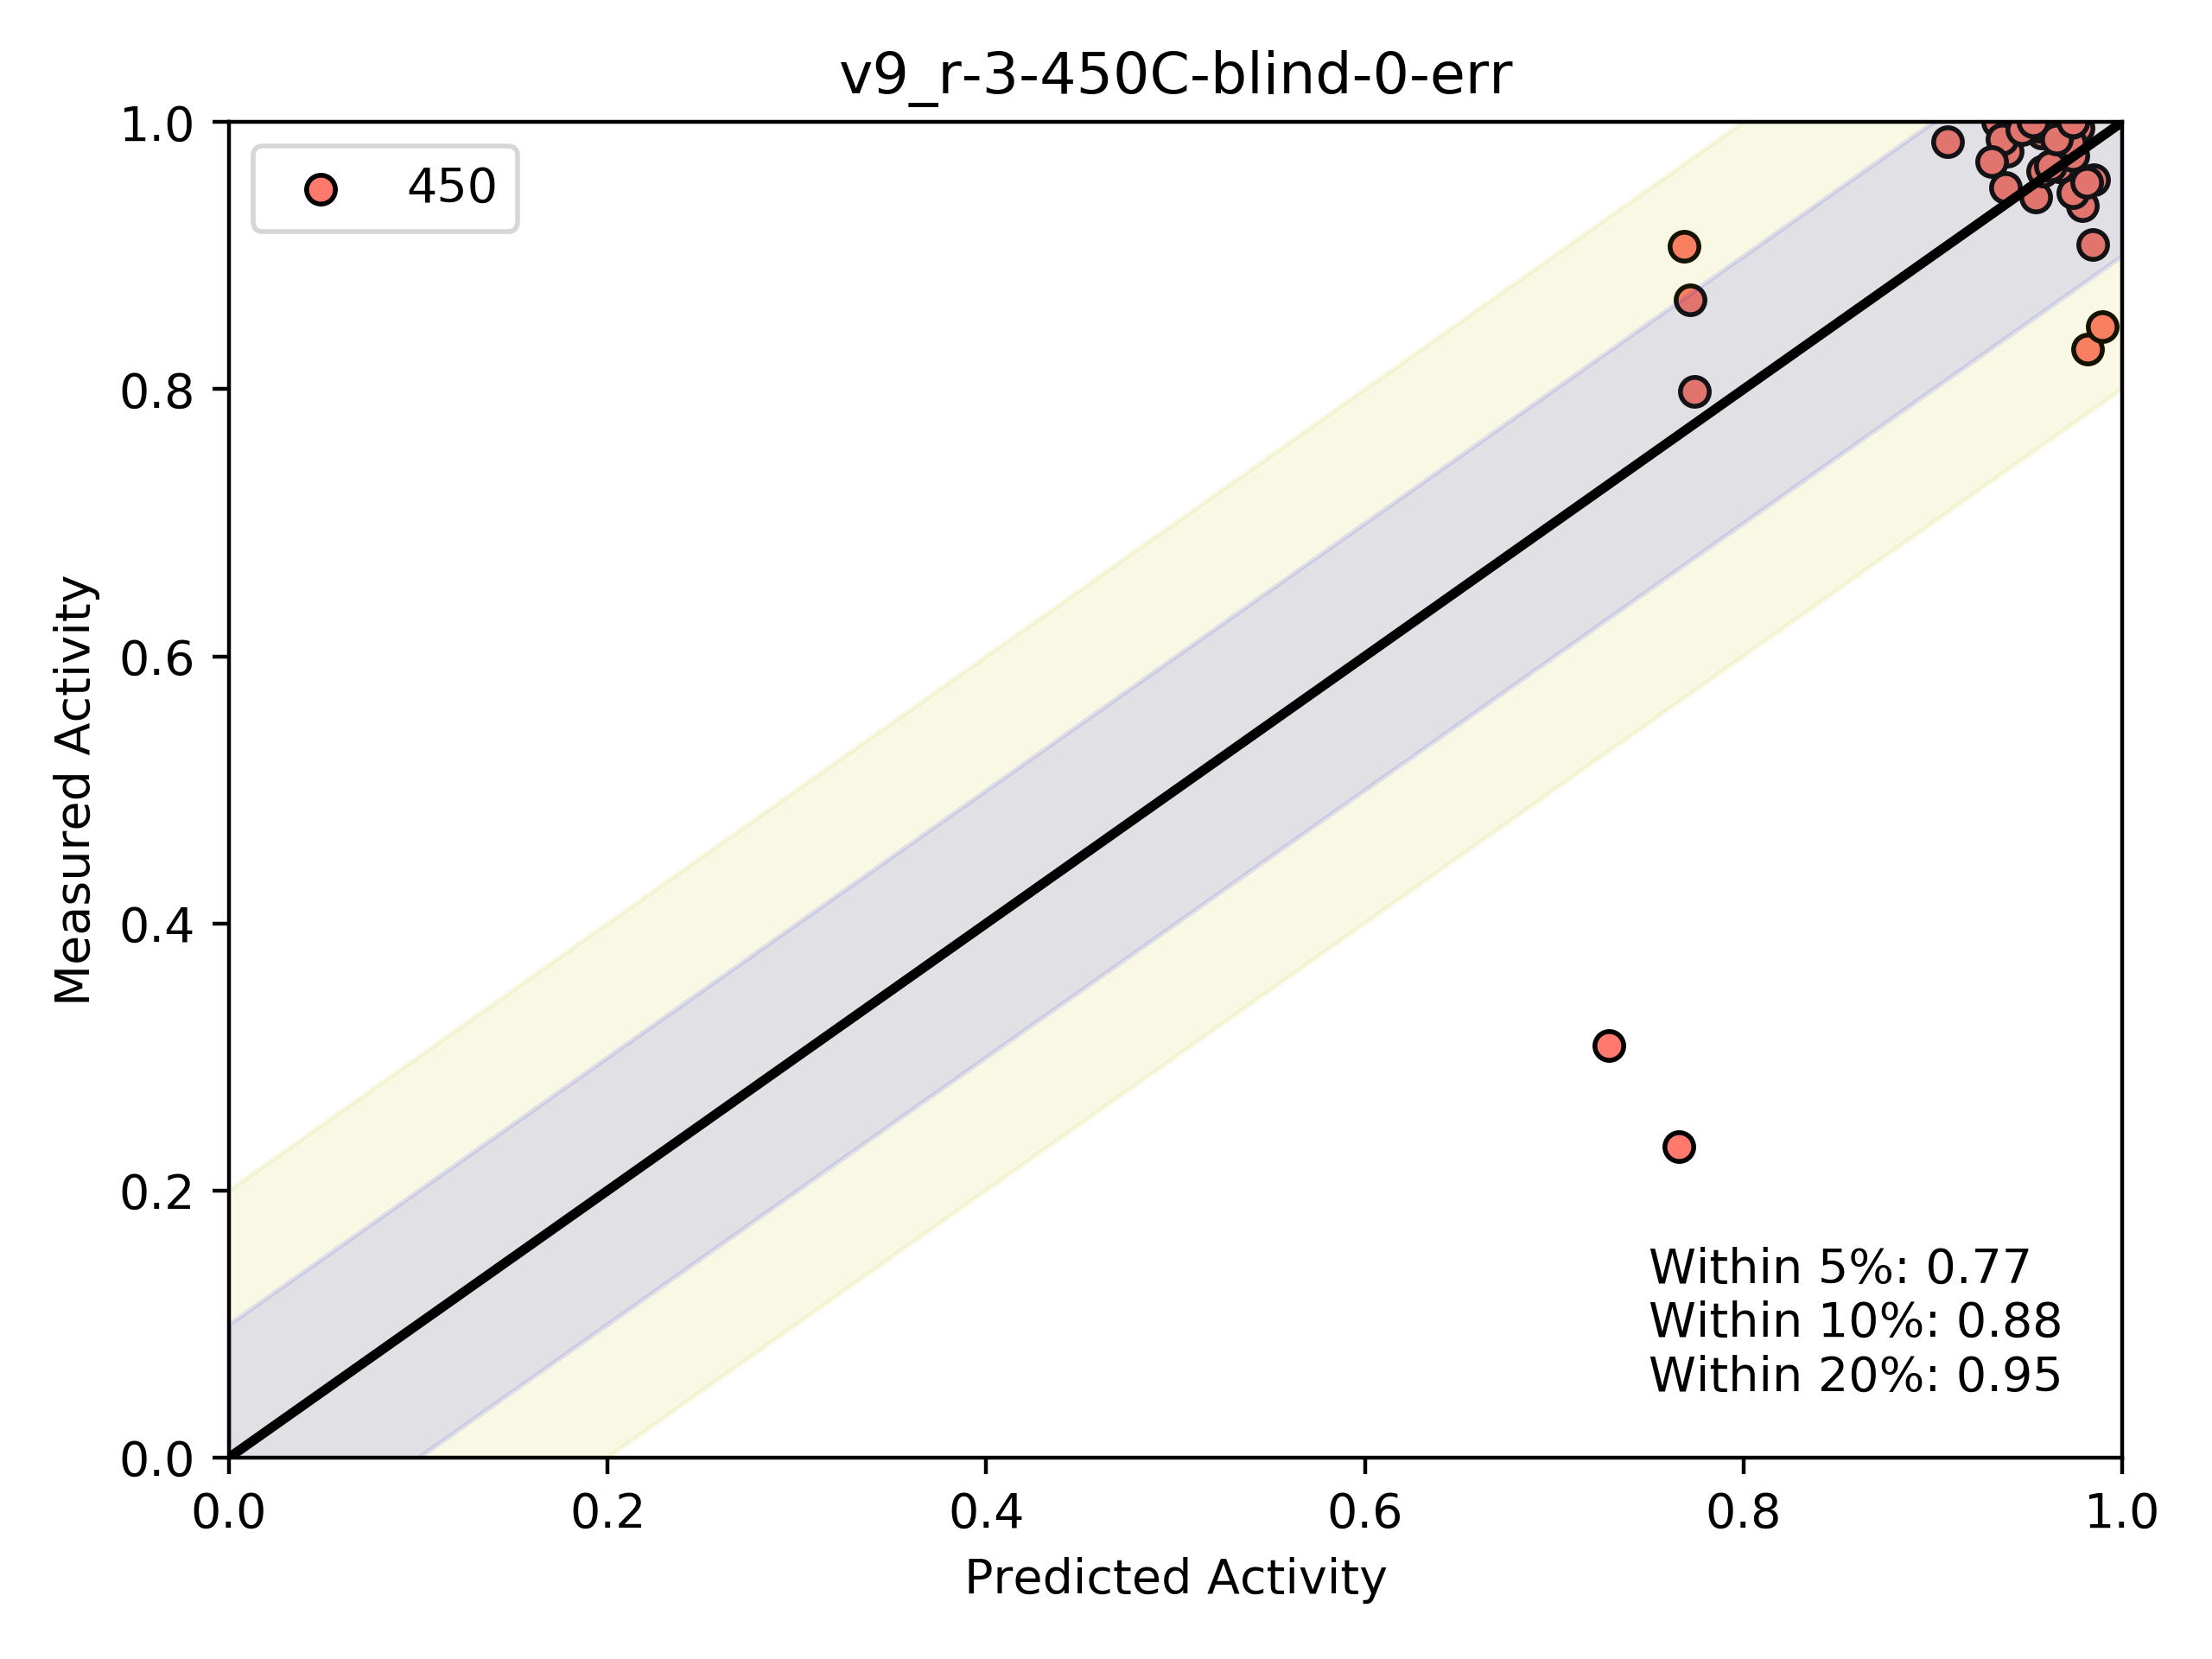 v9_r-3-450C-blind-0-err
1.0
0.8
0.6
0.4
0.2
0.0
450
Measured Activity
Within 5%: 0.77
Within 10%: 0.88
Within 20%: 0.95
0.0 0.2 0.4 0.6 0.8 1.0
Predicted Activity